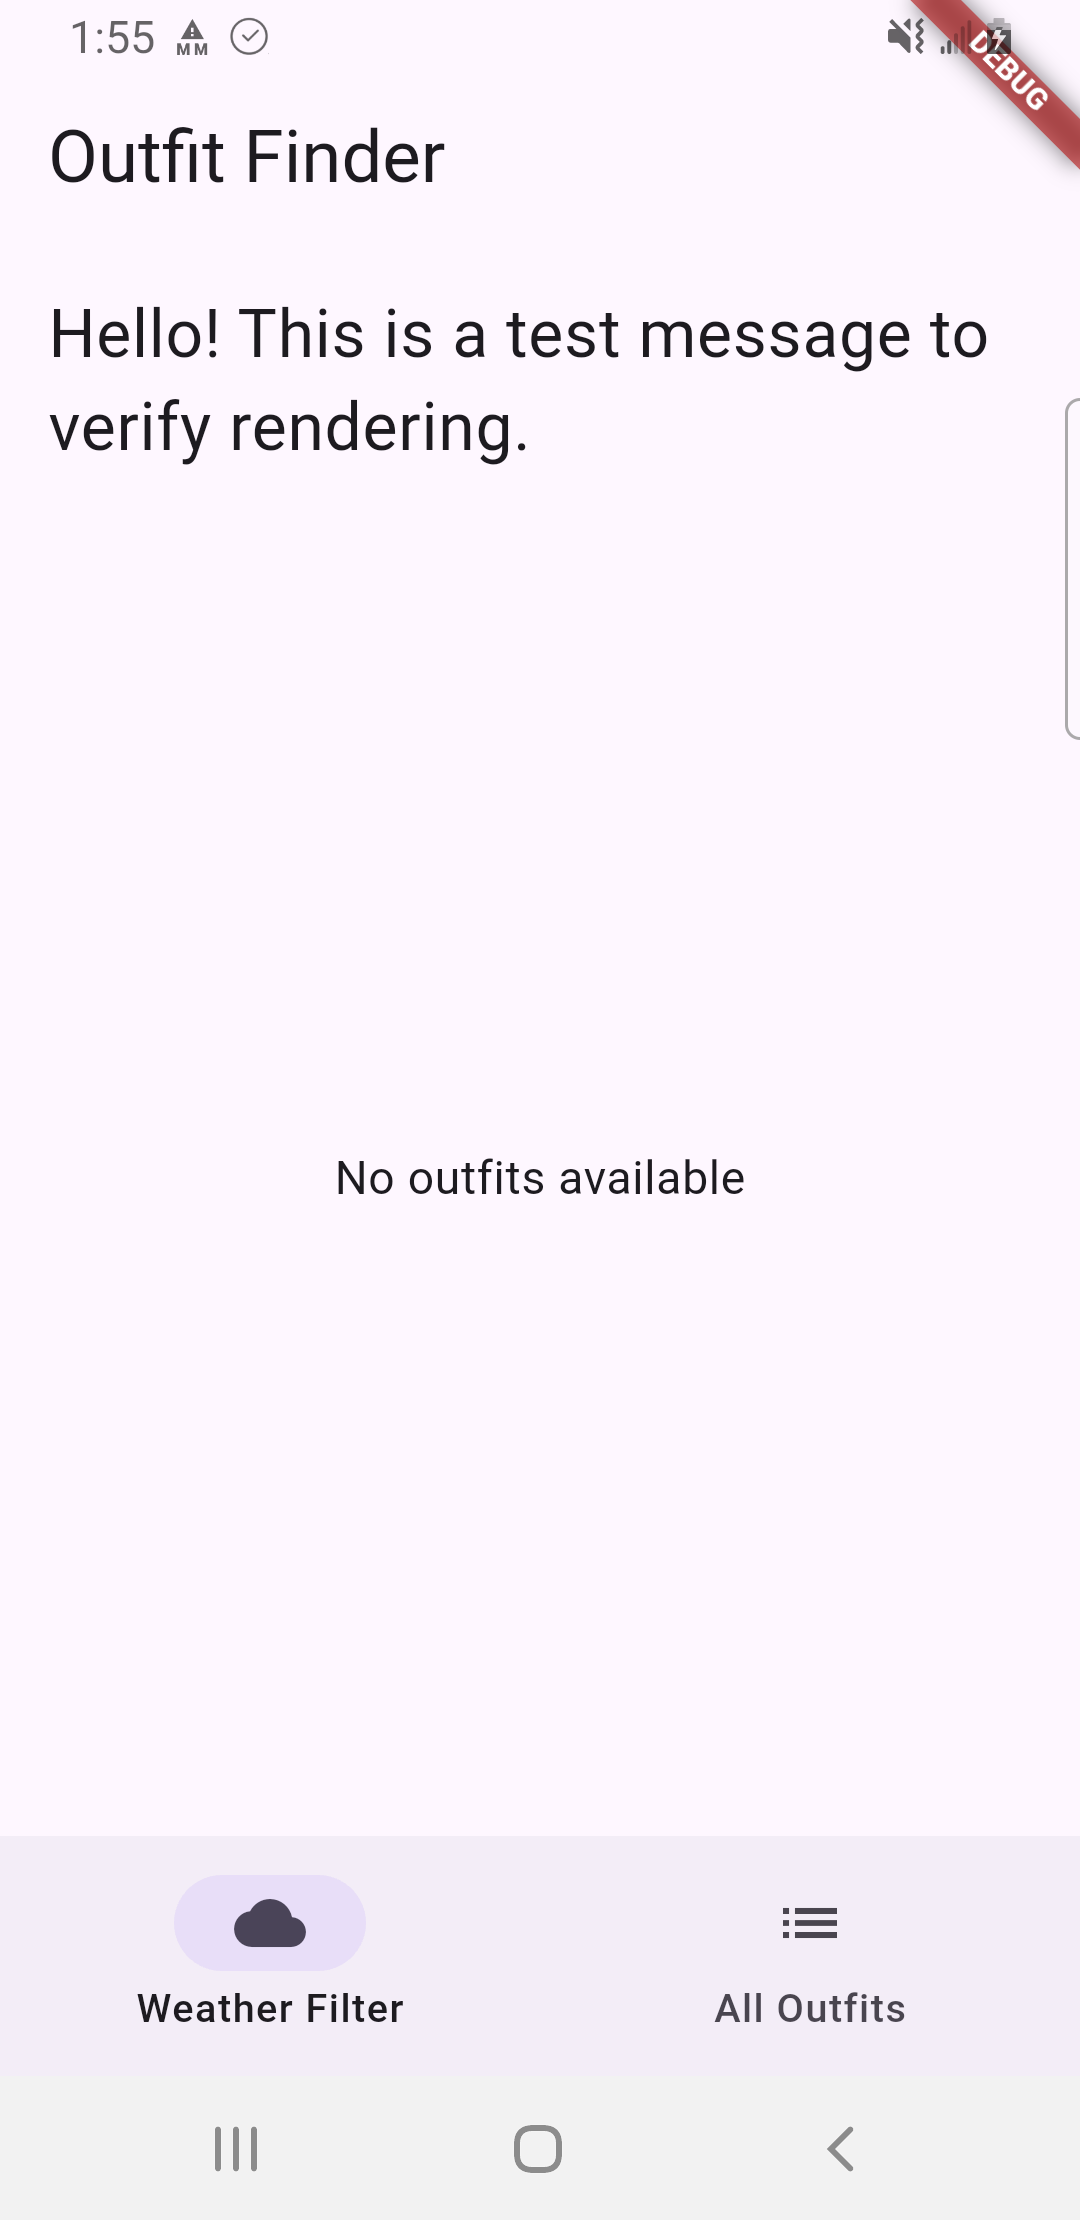 1:55
MM
DEBUG
Outfit Finder
Hello! This is a test message to
verify rendering.
No outfits available
Weather Filter
All Outfits